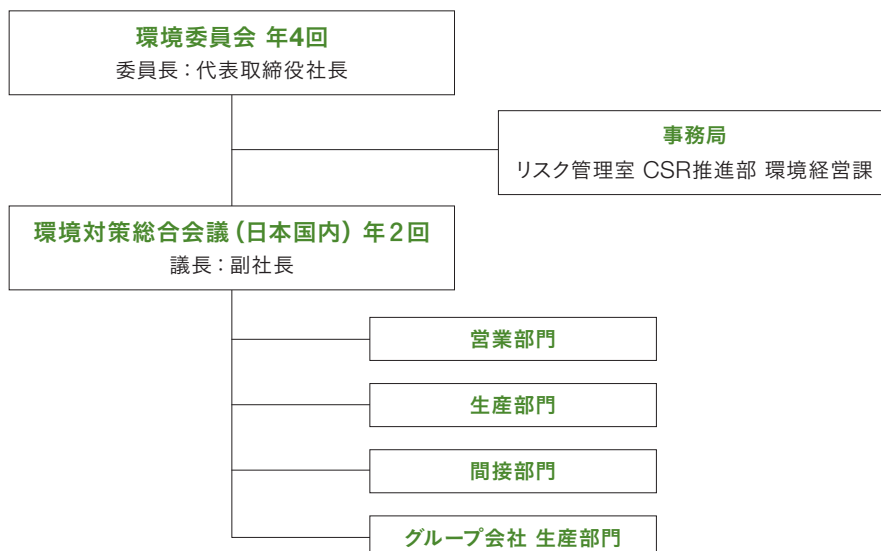 環境委員会 年4回
委員長：代表取締役社長
事務局
リスク管理室 CSR推進部 環境経営課
環境対策総合会議（日本国内）年２回
議長：副社長
営業部門
生産部門
間接部門
グループ会社 生産部門